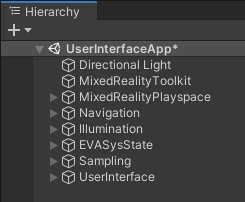 Hierarchy
UserInterfaceApp*
Directional Light
MixedRealityToolkit
MixedRealityPlayspace
Navigation
Illumination
EVASysState
Sampling
UserInterface